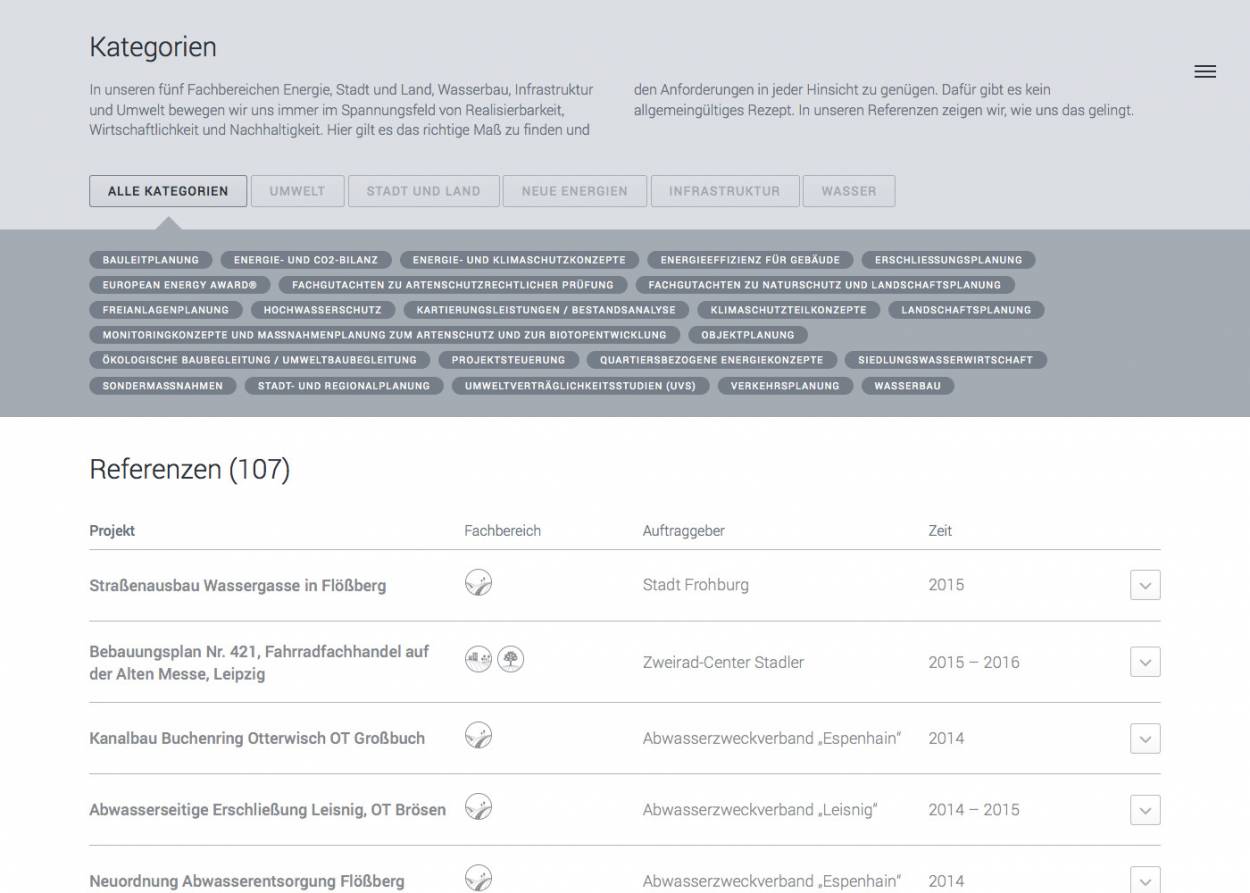 Kategorien
In unseren fünf Fachbereichen Energie, Stadt und Land, Wasserbau, Infrastruktur
und Umwelt bewegen wir uns immer im Spannungsfeld von Realisierbarkeit,
Wirtschaftlichkeit und Nachhaltigkeit. Hier gilt es das richtige Maß zu finden und
den Anforderungen in jeder Hinsicht zu genügen. Dafür gibt es kein
allgemeingültiges Rezept. In unseren Referenzen zeigen wir, wie uns das gelingt.
ALLE KATEGORIEN UMWELT STADT UND LAND NEUE ENERGIEN INFRASTRUKTUR WASSER
BAULEITPLANUNG ENERGIE- UND CO2-BILANZ ENERGIE- UND KLIMASCHUTZKONZEPTE ENERGIEEFFIZIENZ FÜR GEBÄUDE ERSCHLIESSUNGSPLANUNG
EUROPEAN ENERGY AWARD® FACHGUTACHTEN ZU ARTENSCHUTZRECHTLICHER PRÜFUNG FACHGUTACHTEN ZU NATURSCHUTZ UND LANDSCHAFTSPLANUNG
FREIANLAGENPLANUNG HOCHWASSERSCHUTZ KARTIERUNGSLEISTUNGEN / BESTANDSANALYSE KLIMASCHUTZTEILKONZEPTE LANDSCHAFTSPLANUNG
MONITORINGKONZEPTE UND MASSNAHMENPLANUNG ZUM ARTENSCHUTZ UND ZUR BIOTOPENTWICKLUNG OBJEKTPLANUNG
ÖKOLOGISCHE BAUBEGLEITUNG / UMWELTBAUBEGLEITUNG PROJEKTSTEUERUNG QUARTIERSBEZOGENE ENERGIEKONZEPTE SIEDLUNGSWASSERWIRTSCHAFT
SONDERMASSNAHMEN STADT- UND REGIONALPLANUNG UMWELTVERTRÄGLICHKEITSSTUDIEN (UVS) VERKEHRSPLANUNG WASSERBAU
Referenzen (107)
Projekt Fachbereich Auftraggeber Zeit
Straßenausbau Wassergasse in Flößberg Stadt Frohburg 2015
Bebauungsplan Nr. 421, Fahrradfachhandel auf
der Alten Messe, Leipzig Zweirad-Center Stadler 2015 – 2016
Kanalbau Buchenring Otterwisch OT Großbuch Abwasserzweckverband „Espenhain“ 2014
Abwasserseitige Erschließung Leisnig, OT Brösen Abwasserzweckverband „Leisnig“ 2014 – 2015
Neuordnung Abwasserentsorgung Flößberg Abwasserzweckverband „Espenhain“ 2014